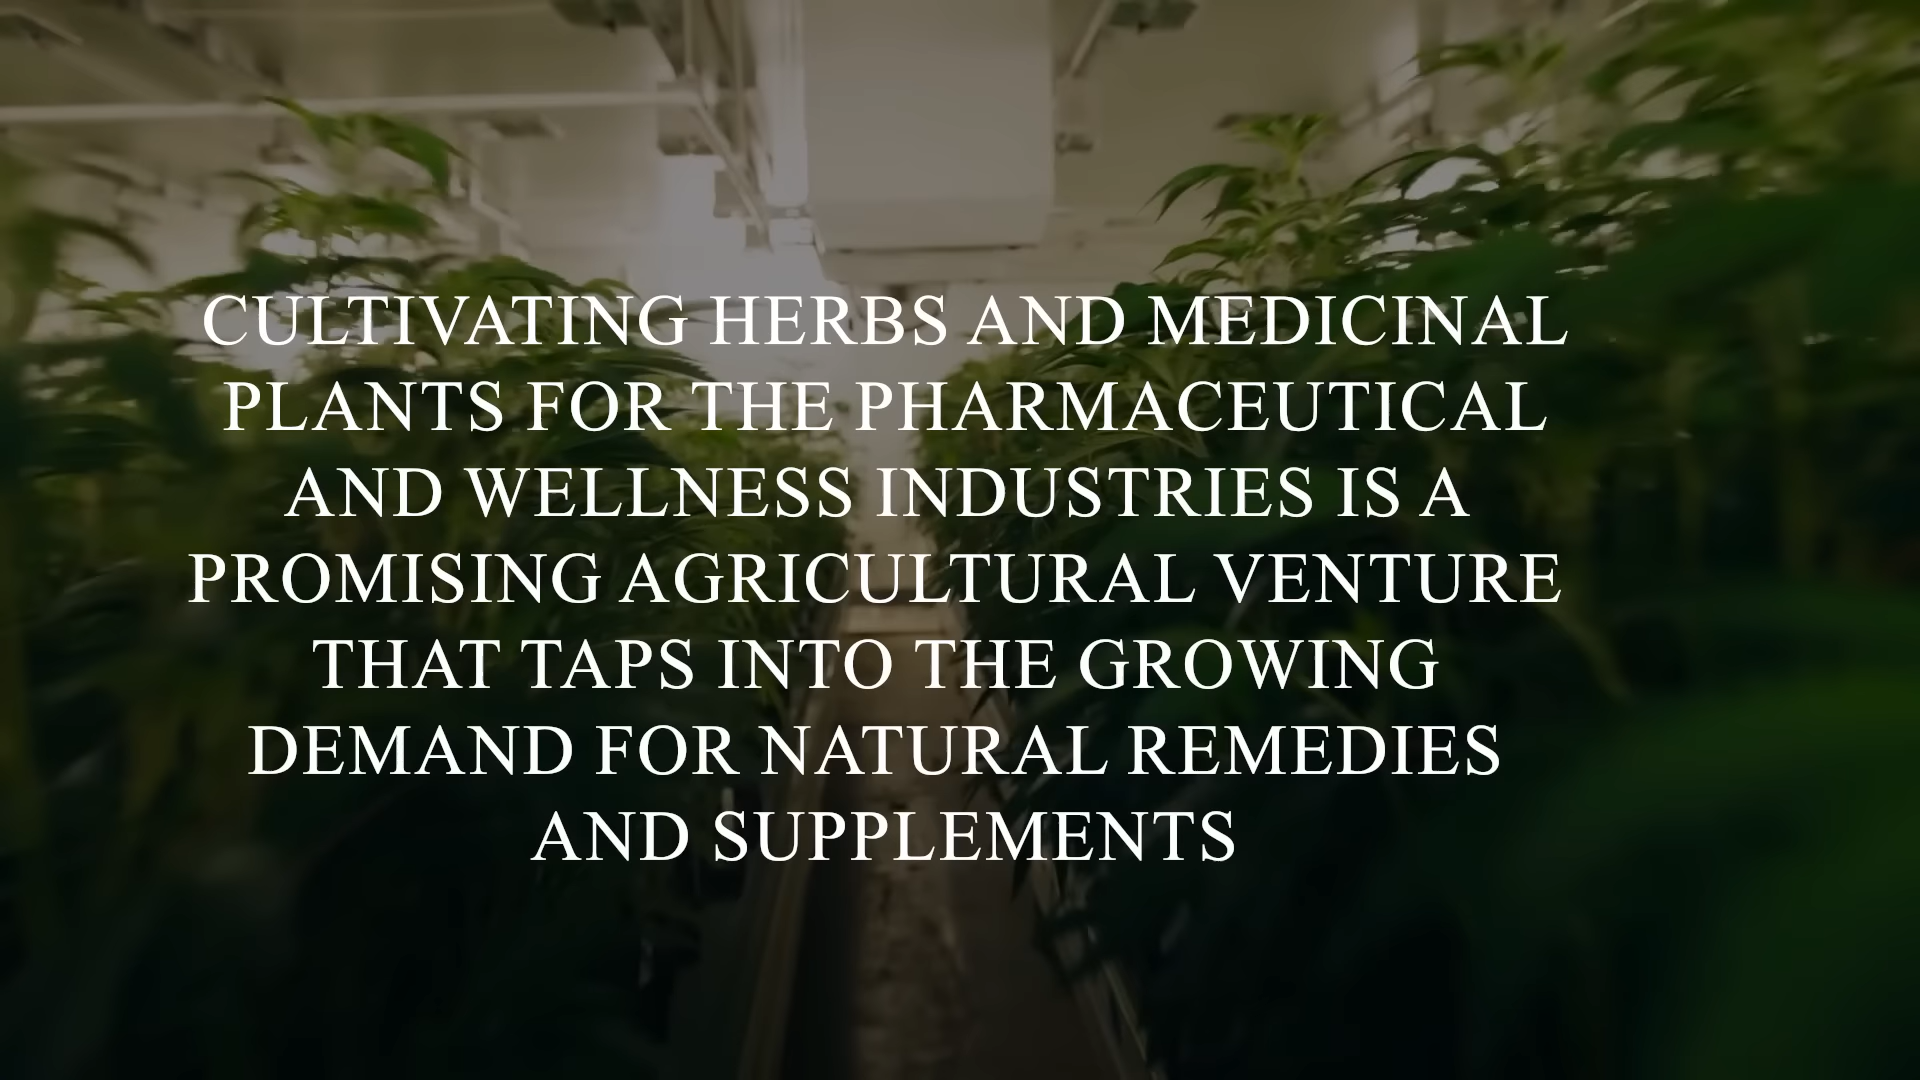 CULTIVATING HERBS AND MEDICINAL
PLANTS FOR THE PHARMACEUTICAL
AND WELLNESS INDUSTRIES IS A
PROMISING AGRICULTURAL VENTURE
THAT TAPS INTO THE GROWING
DEMAND FOR NATURAL REMEDIES
AND SUPPLEMENTS